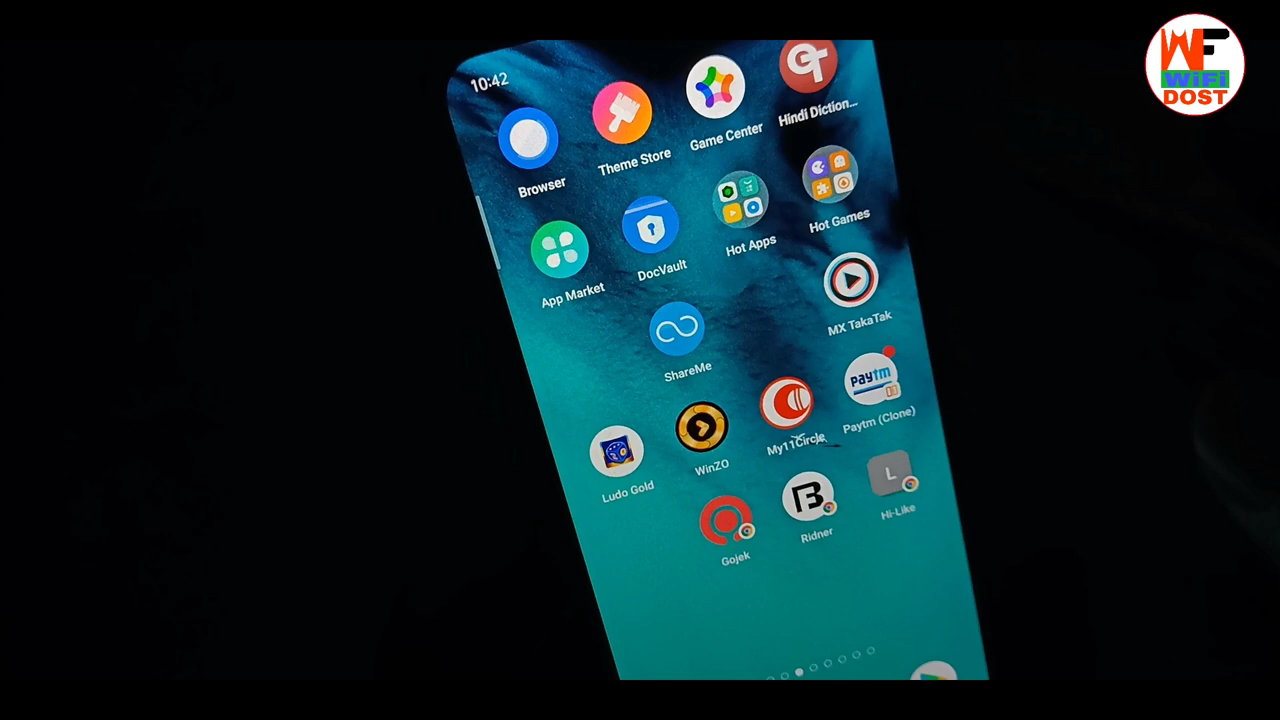 10:42
WF
WiFi
DOST
Browser
Theme Store
Game Center
Hindi Diction...
App Market
DocVault
Hot Apps
Hot Games
ShareMe
MX TakaTak
Ludo Gold
WinZO
My11Circle
paytm
Paytm (Clone)
Gojek
B
Ridner
L
Hi-Like